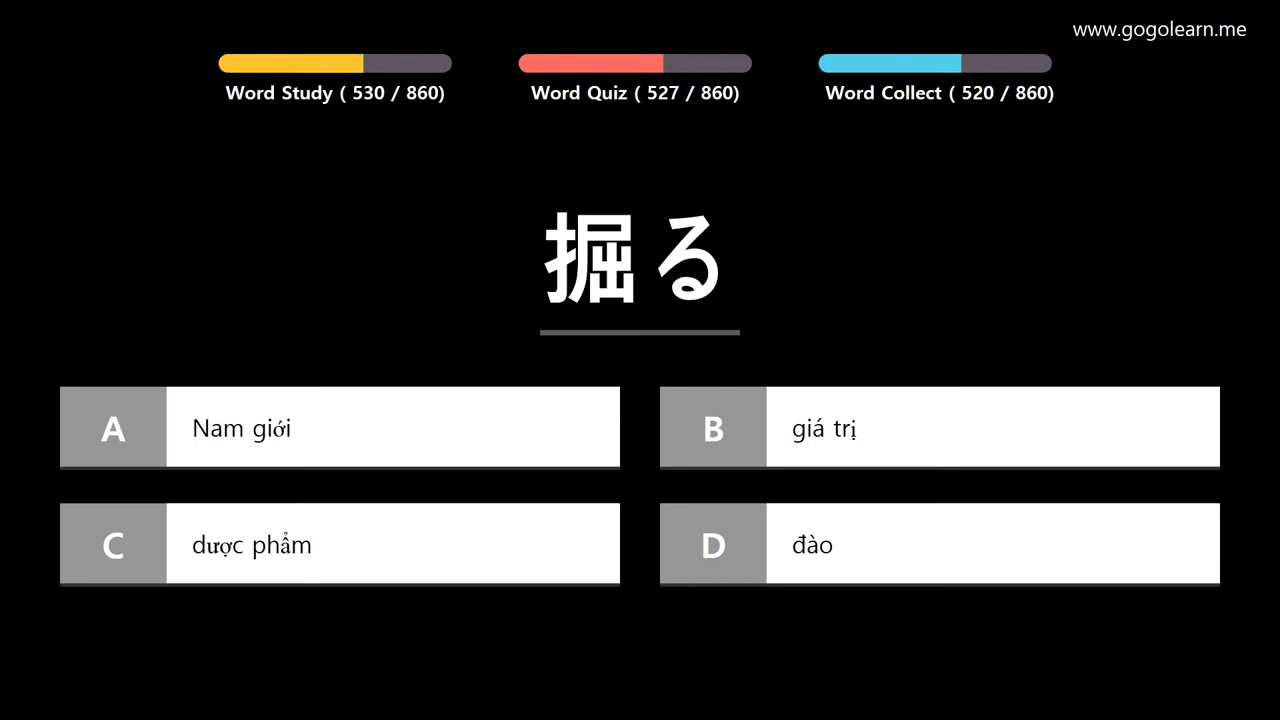 www.gogolearn.me
Word Study ( 530 / 860)
Word Quiz ( 527 / 860)
Word Collect ( 520 / 860)
掘る
A
Nam giới
B
giá trị
C
dược phẩm
D
đào